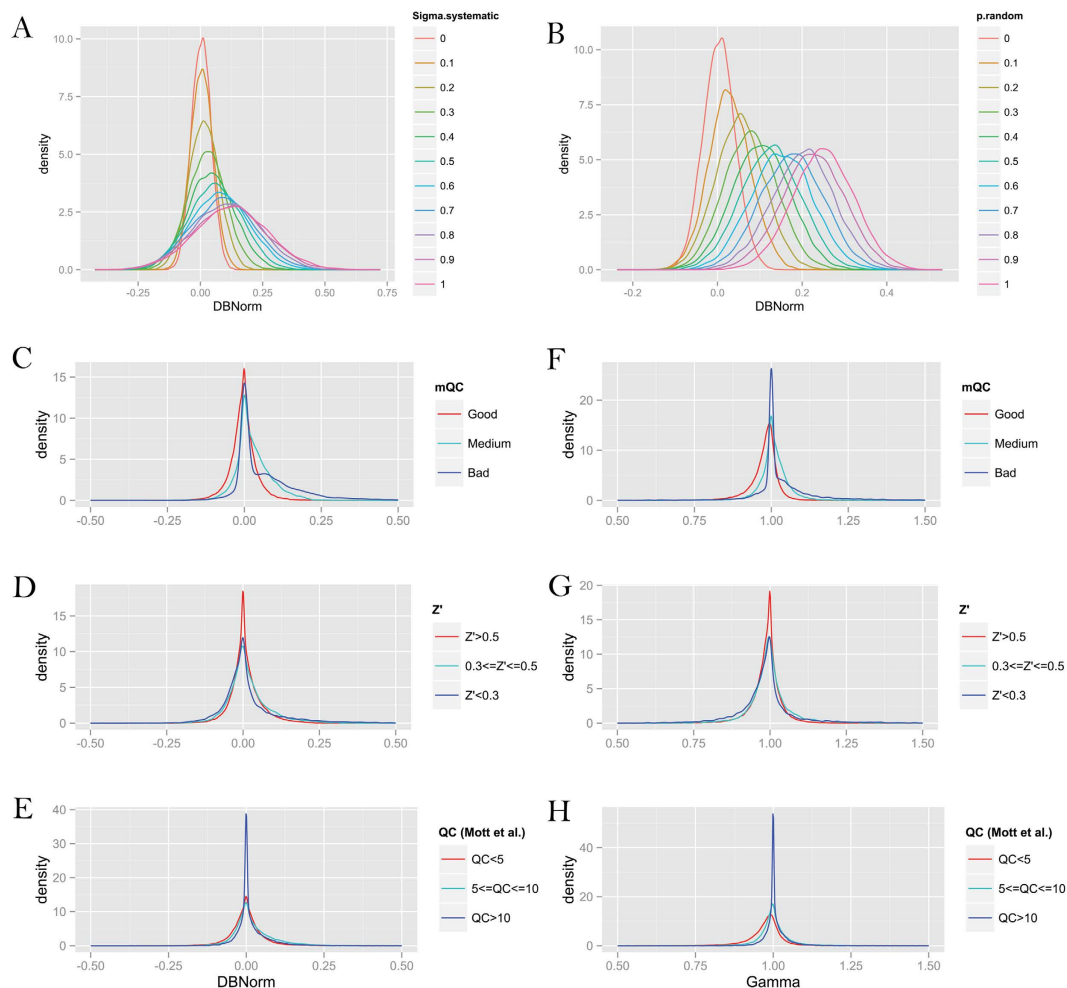 A
density
10.0
7.5
5.0
2.5
0.0
-0.25
0.00
0.25
0.50
0.75
DBNorm
Sigma.systematic
0
0.1
0.2
0.3
0.4
0.5
0.6
0.7
0.8
0.9
1
B
density
10.0
7.5
5.0
2.5
0.0
-0.2
0.0
0.2
0.4
DBNorm
p.random
0
0.1
0.2
0.3
0.4
0.5
0.6
0.7
0.8
0.9
1
C
density
15
10
5
0
-0.50
-0.25
0.00
0.25
0.50
mQC
Good
Medium
Bad
F
density
20
10
0
0.50
0.75
1.00
1.25
1.50
mQC
Good
Medium
Bad
D
density
15
10
5
0
-0.50
-0.25
0.00
0.25
0.50
Z'
Z'>0.5
0.3<=Z'<=0.5
Z'<0.3
G
density
20
15
10
5
0
0.50
0.75
1.00
1.25
1.50
Z'
Z'>0.5
0.3<=Z'<=0.5
Z'<0.3
E
density
40
30
20
10
0
-0.50
-0.25
0.00
0.25
0.50
DBNorm
QC (Mott et al.)
QC<5
5<=QC<=10
QC>10
H
density
40
20
0
0.50
0.75
1.00
1.25
1.50
Gamma
QC (Mott et al.)
QC<5
5<=QC<=10
QC>10